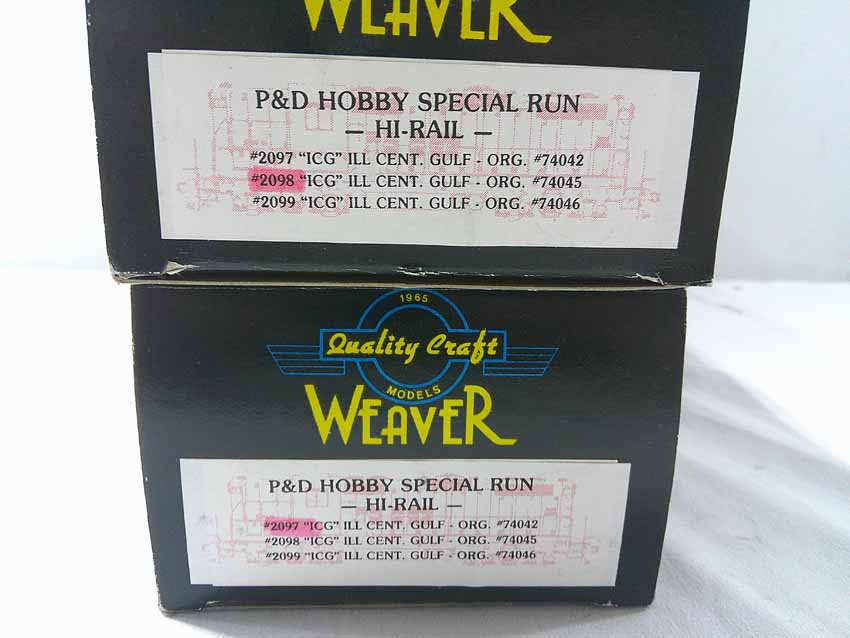 WEAVER
P&D HOBBY SPECIAL RUN
— HI-RAIL —
#2097 "ICG" ILL CENT. GULF - ORG. #74042
#2098 "ICG" ILL CENT. GULF - ORG. #74045
#2099 "ICG" ILL CENT. GULF - ORG. #74046
1965
Quality Craft
MODELS
WEAVER
P&D HOBBY SPECIAL RUN
— HI-RAIL —
#2097 "ICG" ILL CENT. GULF - ORG. #74042
#2098 "ICG" ILL CENT. GULF - ORG. #74045
#2099 "ICG" ILL CENT. GULF - ORG. #74046